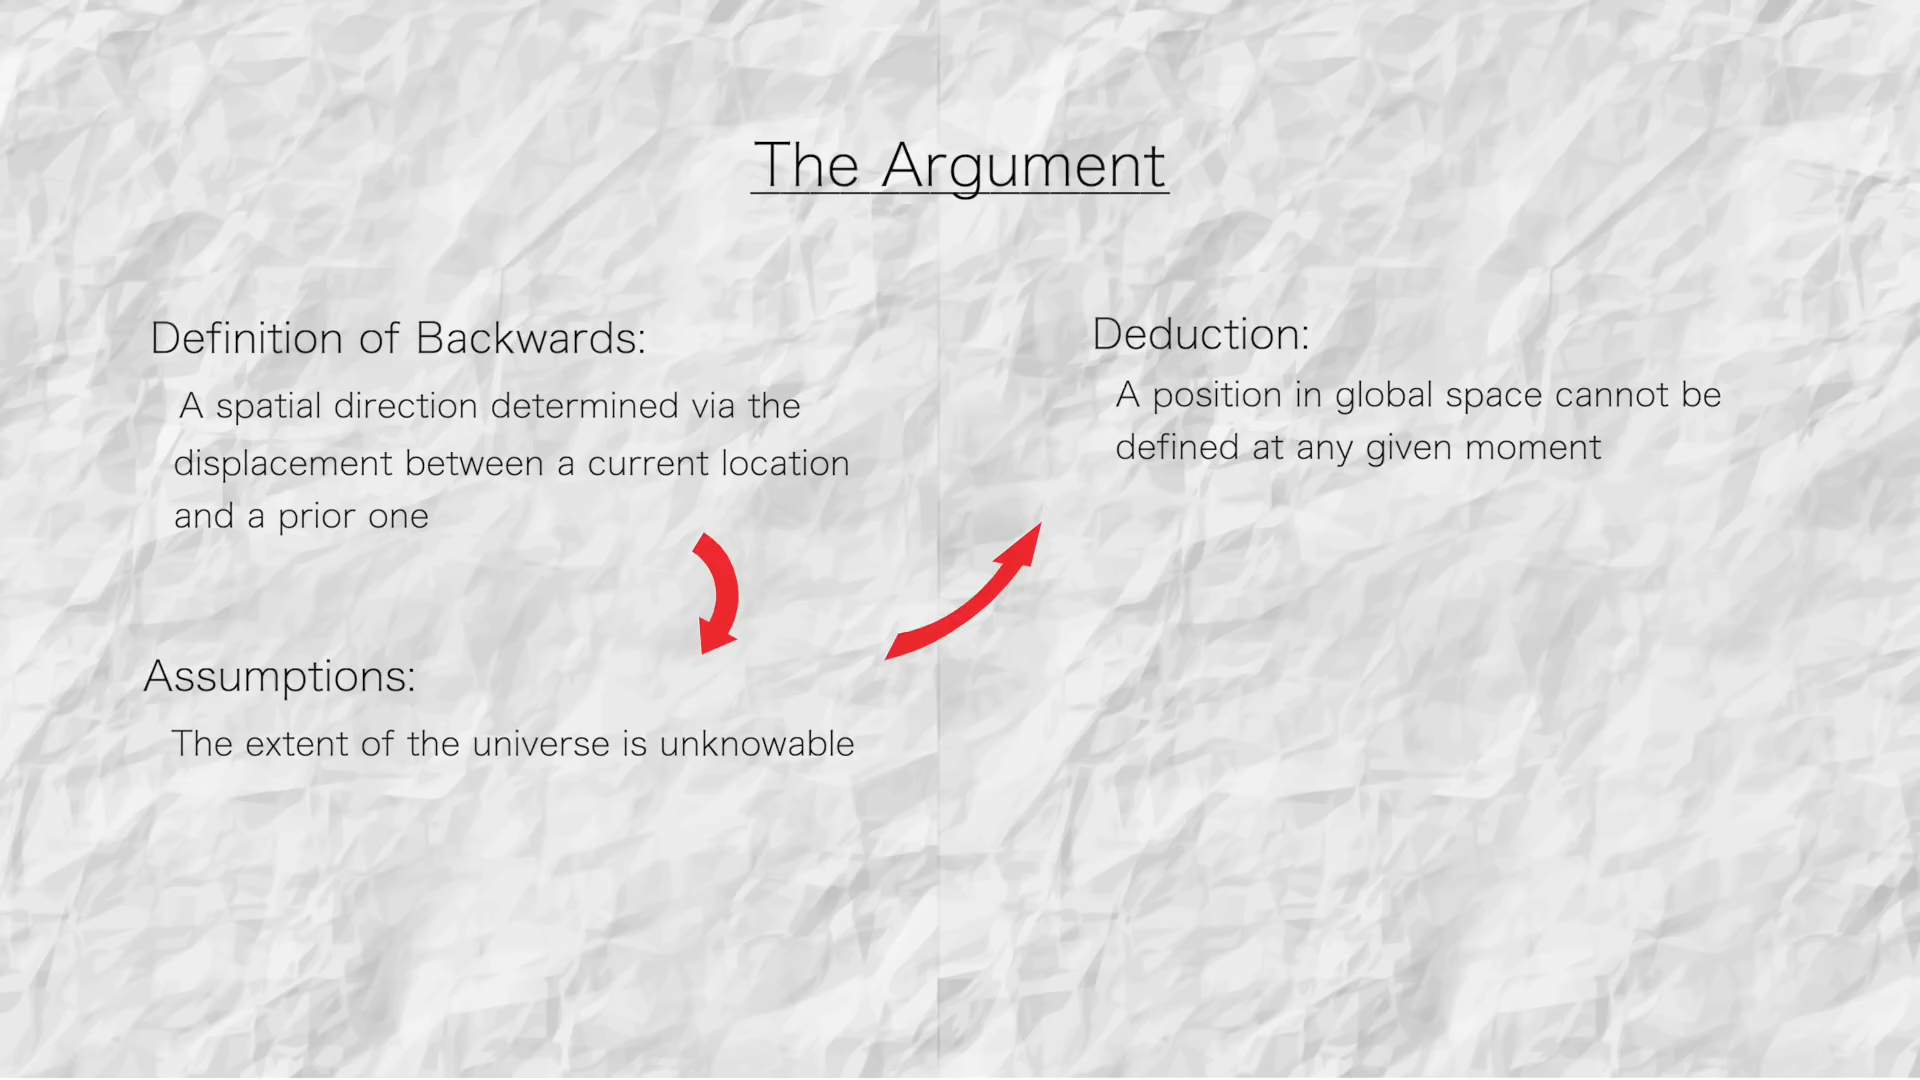 The Argument
Definition of Backwards:
A spatial direction determined via the
displacement between a current location
and a prior one
Assumptions:
The extent of the universe is unknowable
Deduction:
A position in global space cannot be
defined at any given moment